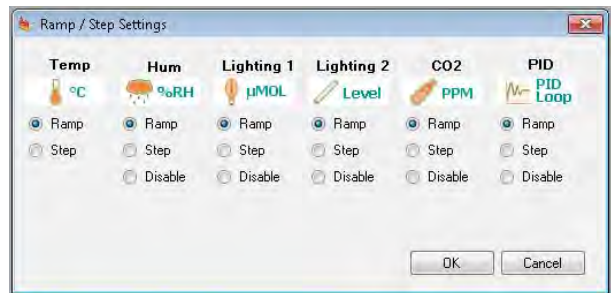 Ramp / Step Settings
Temp Hum Lighting 1 Lighting 2 CO2 PID
°C %RH µMOL Level PPM PID Loop
Ramp Ramp Ramp Ramp Ramp Ramp
Step Step Step Step Step Step
Disable Disable Disable Disable Disable
OK Cancel